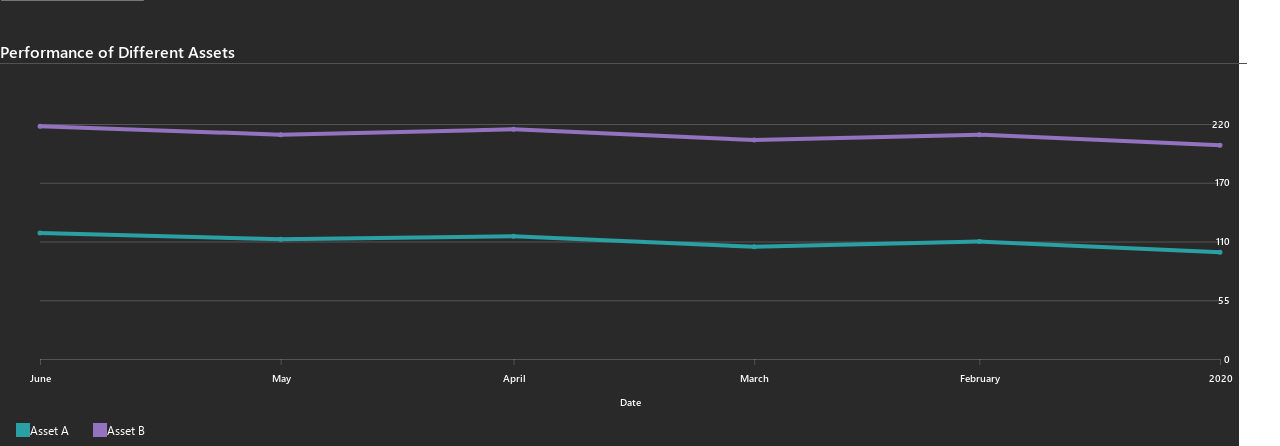 Performance of Different Assets
220
170
110
55
0
June May April March February 2020
Date
Asset A Asset B